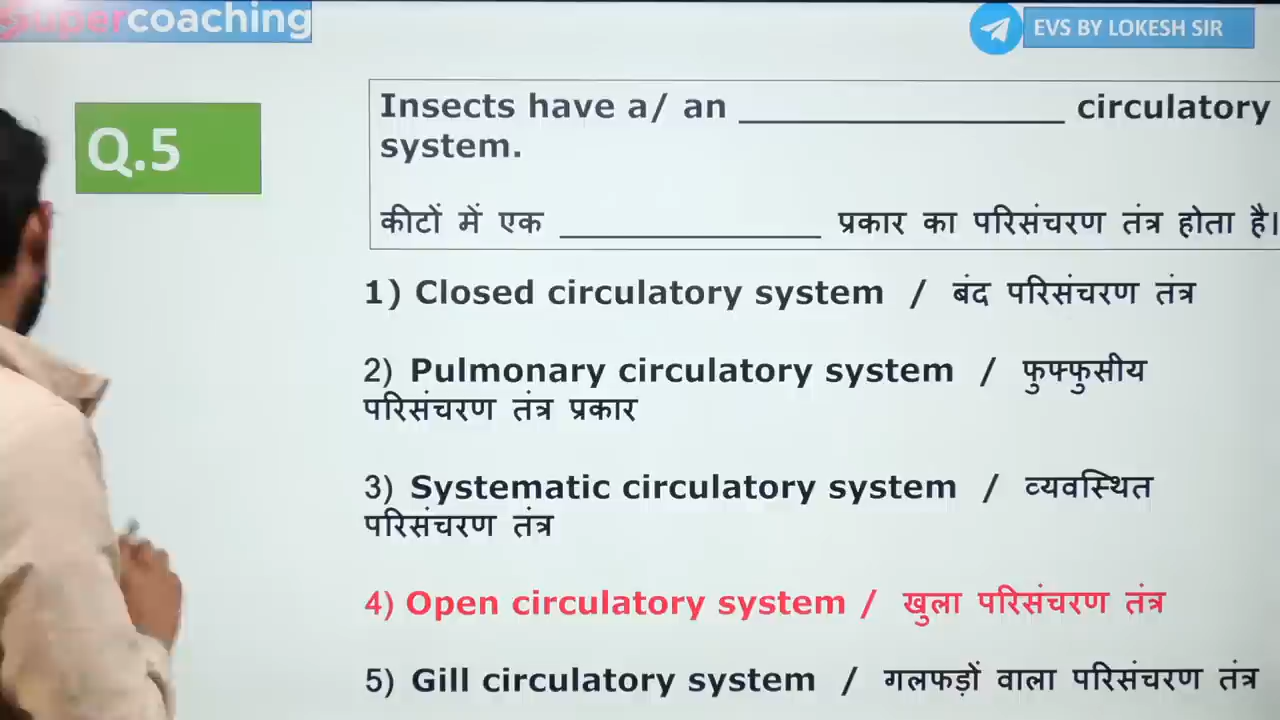 Supercoaching
EVS BY LOKESH SIR
Q.5
Insects have a/ an ____________________ circulatory
system.
कीटों में एक ________________ प्रकार का परिसंचरण तंत्र होता है।
1) Closed circulatory system / बंद परिसंचरण तंत्र
2) Pulmonary circulatory system / फुफ्फुसीय
परिसंचरण तंत्र प्रकार
3) Systematic circulatory system / व्यवस्थित
परिसंचरण तंत्र
4) Open circulatory system / खुला परिसंचरण तंत्र
5) Gill circulatory system / गलफड़ों वाला परिसंचरण तंत्र